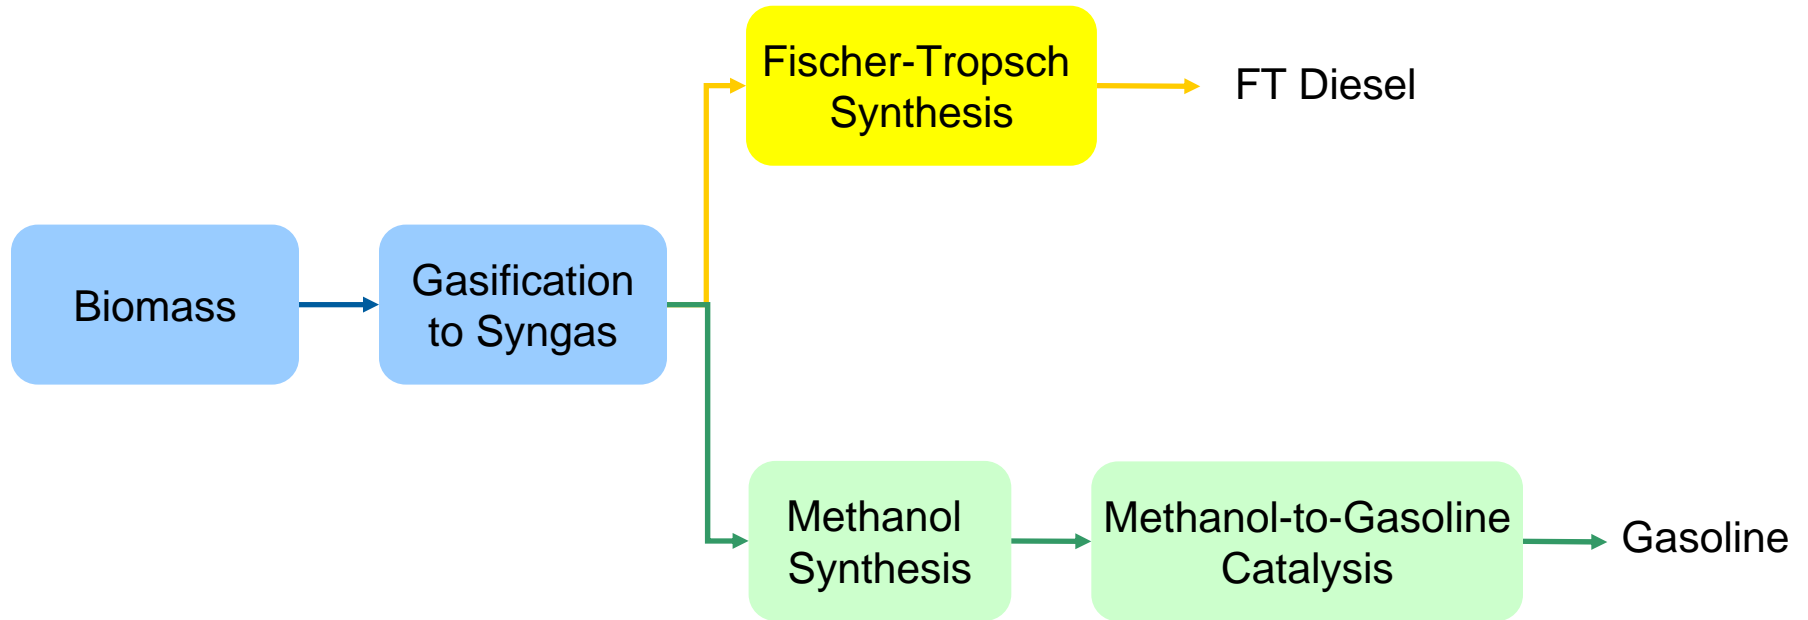 Fischer-Tropsch
Synthesis
FT Diesel
Biomass
Gasification
to Syngas
Methanol
Synthesis
Methanol-to-Gasoline
Catalysis
Gasoline